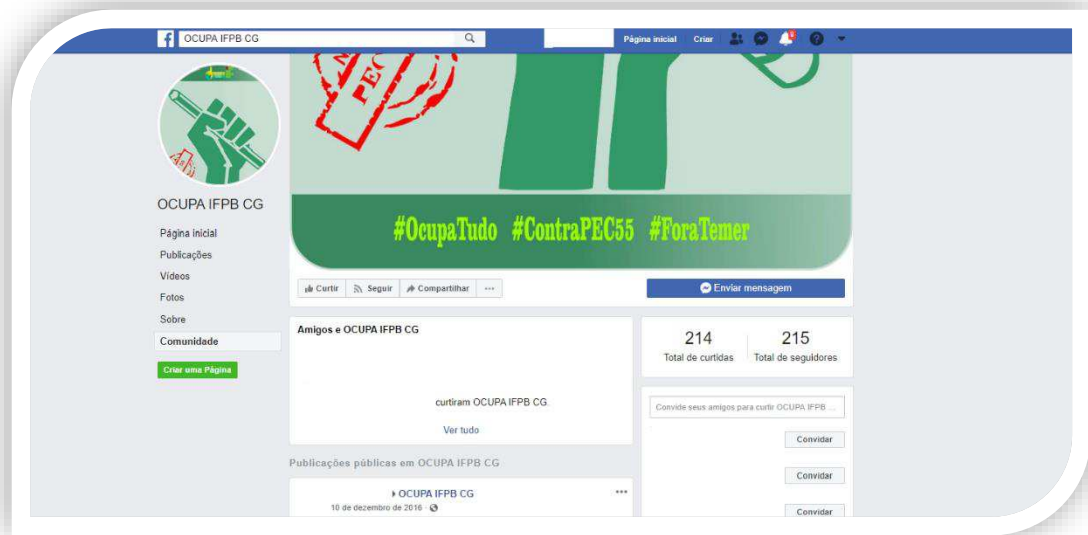 OCUPA IFPB CG
Página inicial Criar
PEC
OCUPA IFPB CG
Página inicial
Publicações
Vídeos
Fotos
Sobre
Comunidade
Criar uma Página
#OcupaTudo #ContraPEC55 #ForaTemer
Curtir Seguir Compartilhar ...
Enviar mensagem
Amigos e OCUPA IFPB CG
curtiram OCUPA IFPB CG
Ver tudo
214 215
Total de curtidas Total de seguidores
Convide seus amigos para curtir OCUPA IFPB ...
Convidar
Convidar
Convidar
Publicações públicas em OCUPA IFPB CG
OCUPA IFPB CG ...
10 de dezembro de 2016